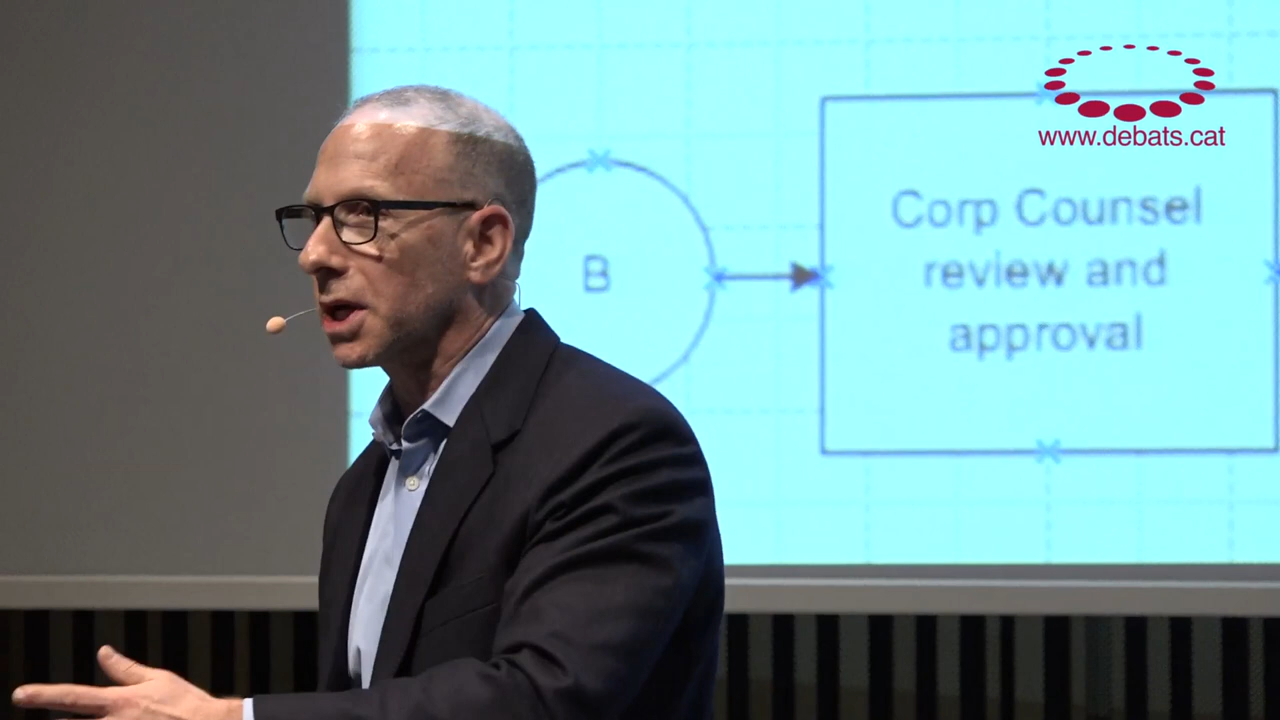 www.debats.cat
B
Corp Counsel
review and
approval